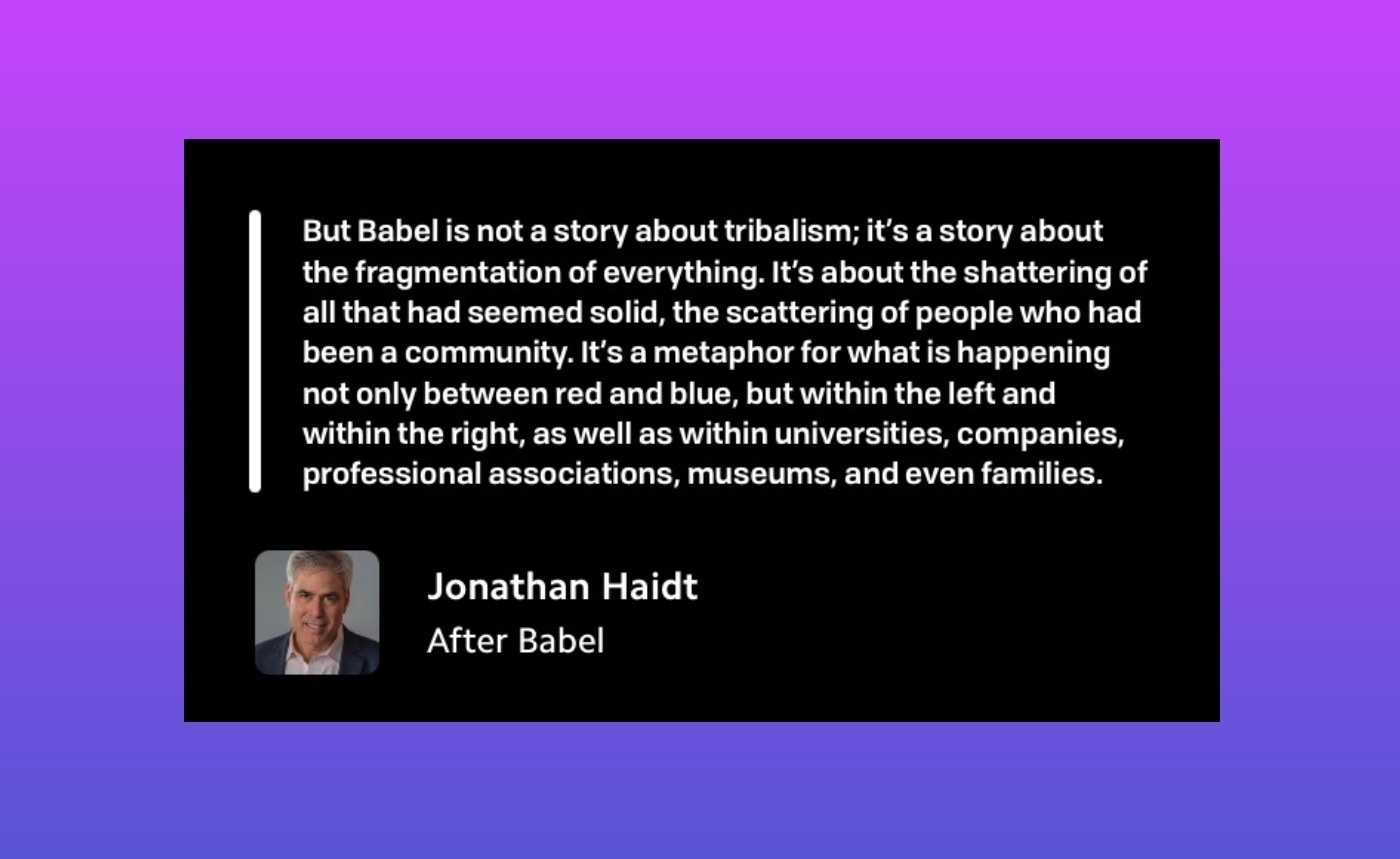 But Babel is not a story about tribalism; it’s a story about
the fragmentation of everything. It’s about the shattering of
all that had seemed solid, the scattering of people who had
been a community. It’s a metaphor for what is happening
not only between red and blue, but within the left and
within the right, as well as within universities, companies,
professional associations, museums, and even families.
Jonathan Haidt
After Babel